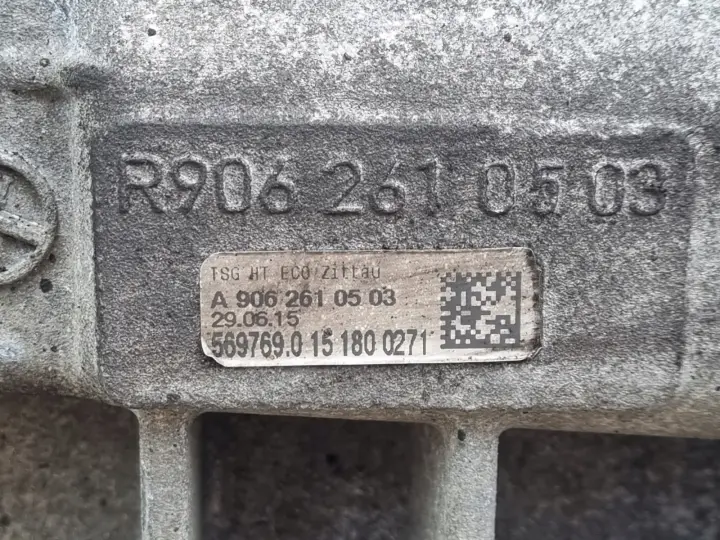 R906 261 05 03
TSG HT ECO Zittau
A 906 261 05 03
29.06.15
569769.0 15 180 0271